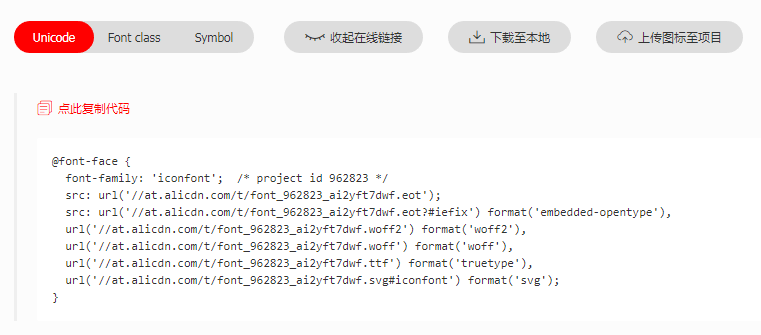 Unicode Font class Symbol 收起在线链接 下载至本地 上传图标至项目
点此复制代码
@font-face {
  font-family: 'iconfont';  /* project id 962823 */
  src: url('//at.alicdn.com/t/font_962823_ai2yft7dwf.eot');
  src: url('//at.alicdn.com/t/font_962823_ai2yft7dwf.eot?#iefix') format('embedded-opentype'),
  url('//at.alicdn.com/t/font_962823_ai2yft7dwf.woff2') format('woff2'),
  url('//at.alicdn.com/t/font_962823_ai2yft7dwf.woff') format('woff'),
  url('//at.alicdn.com/t/font_962823_ai2yft7dwf.ttf') format('truetype'),
  url('//at.alicdn.com/t/font_962823_ai2yft7dwf.svg#iconfont') format('svg');
}